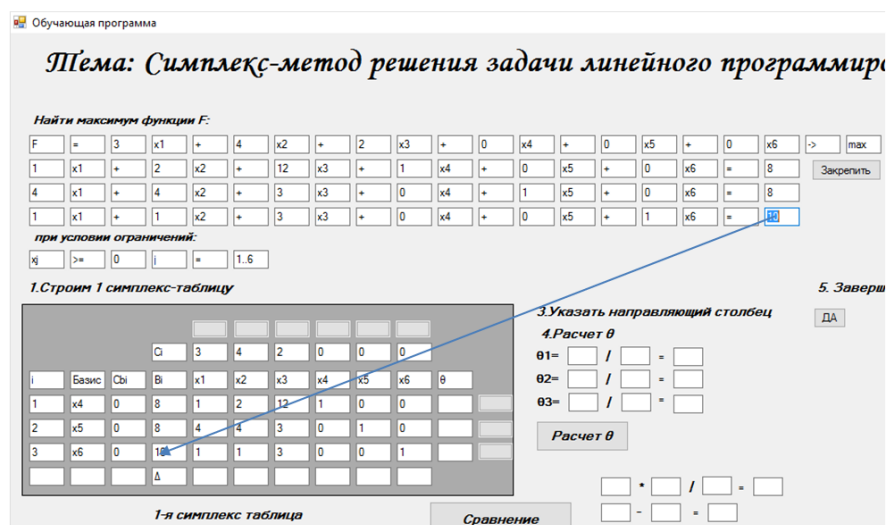 Обучающая программа
Тема: Симплекс-метод решения задачи линейного программиро
Найти максимум функции F:
F = 3 x1 + 4 x2 + 2 x3 + 0 x4 + 0 x5 + 0 x6 -> max
1 x1 + 2 x2 + 12 x3 + 1 x4 + 0 x5 + 0 x6 = 8 Закрепить
4 x1 + 4 x2 + 3 x3 + 0 x4 + 1 x5 + 0 x6 = 8
1 x1 + 1 x2 + 3 x3 + 0 x4 + 0 x5 + 1 x6 = 10
при условии ограничений:
xj >= 0 j = 1..6
1.Строим 1 симплекс-таблицу
Ci 3 4 2 0 0 0
i Базис Cbi Bi x1 x2 x3 x4 x5 x6 θ
1 x4 0 8 1 2 12 1 0 0
2 x5 0 8 4 4 3 0 1 0
3 x6 0 10 1 1 3 0 0 1
Δ
1-я симплекс таблица
3.Указать направляющий столбец
4.Расчет θ
θ1= / =
θ2= / =
θ3= / =
Расчет θ
* / =
- =
Сравнение
5. Заверш
ДА